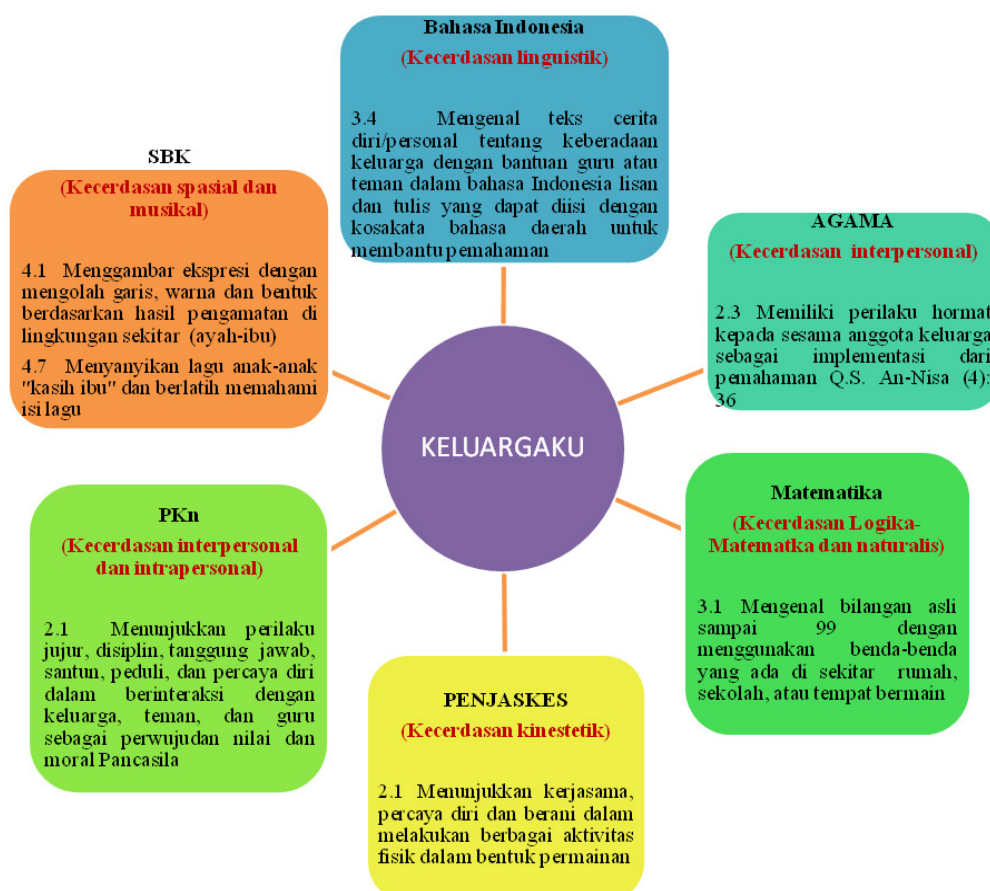 Bahasa Indonesia
(Kecerdasan linguistik)
3.4 Mengenal teks cerita
diri/personal tentang keberadaan
keluarga dengan bantuan guru atau
teman dalam bahasa Indonesia lisan
dan tulis yang dapat diisi dengan
kosakata bahasa daerah untuk
membantu pemahaman
SBK
(Kecerdasan spasial dan
musikal)
4.1 Menggambar ekspresi dengan
mengolah garis, warna dan bentuk
berdasarkan hasil pengamatan di
lingkungan sekitar (ayah-ibu)
4.7 Menyanyikan lagu anak-anak
"kasih ibu" dan berlatih memahami
isi lagu
AGAMA
(Kecerdasan interpersonal)
2.3 Memiliki perilaku hormat
kepada sesama anggota keluarga
sebagai implementasi dari
pemahaman Q.S. An-Nisa (4):
36
KELUARGAKU
PKn
(Kecerdasan interpersonal
dan intrapersonal)
2.1 Menunjukkan perilaku
jujur, disiplin, tanggung jawab,
santun, peduli, dan percaya diri
dalam berinteraksi dengan
keluarga, teman, dan guru
sebagai perwujudan nilai dan
moral Pancasila
Matematika
(Kecerdasan Logika-
Matematka dan naturalis)
3.1 Mengenal bilangan asli
sampai 99 dengan
menggunakan benda-benda
yang ada di sekitar rumah,
sekolah, atau tempat bermain
PENJASKES
(Kecerdasan kinestetik)
2.1 Menunjukkan kerjasama,
percaya diri dan berani dalam
melakukan berbagai aktivitas
fisik dalam bentuk permainan